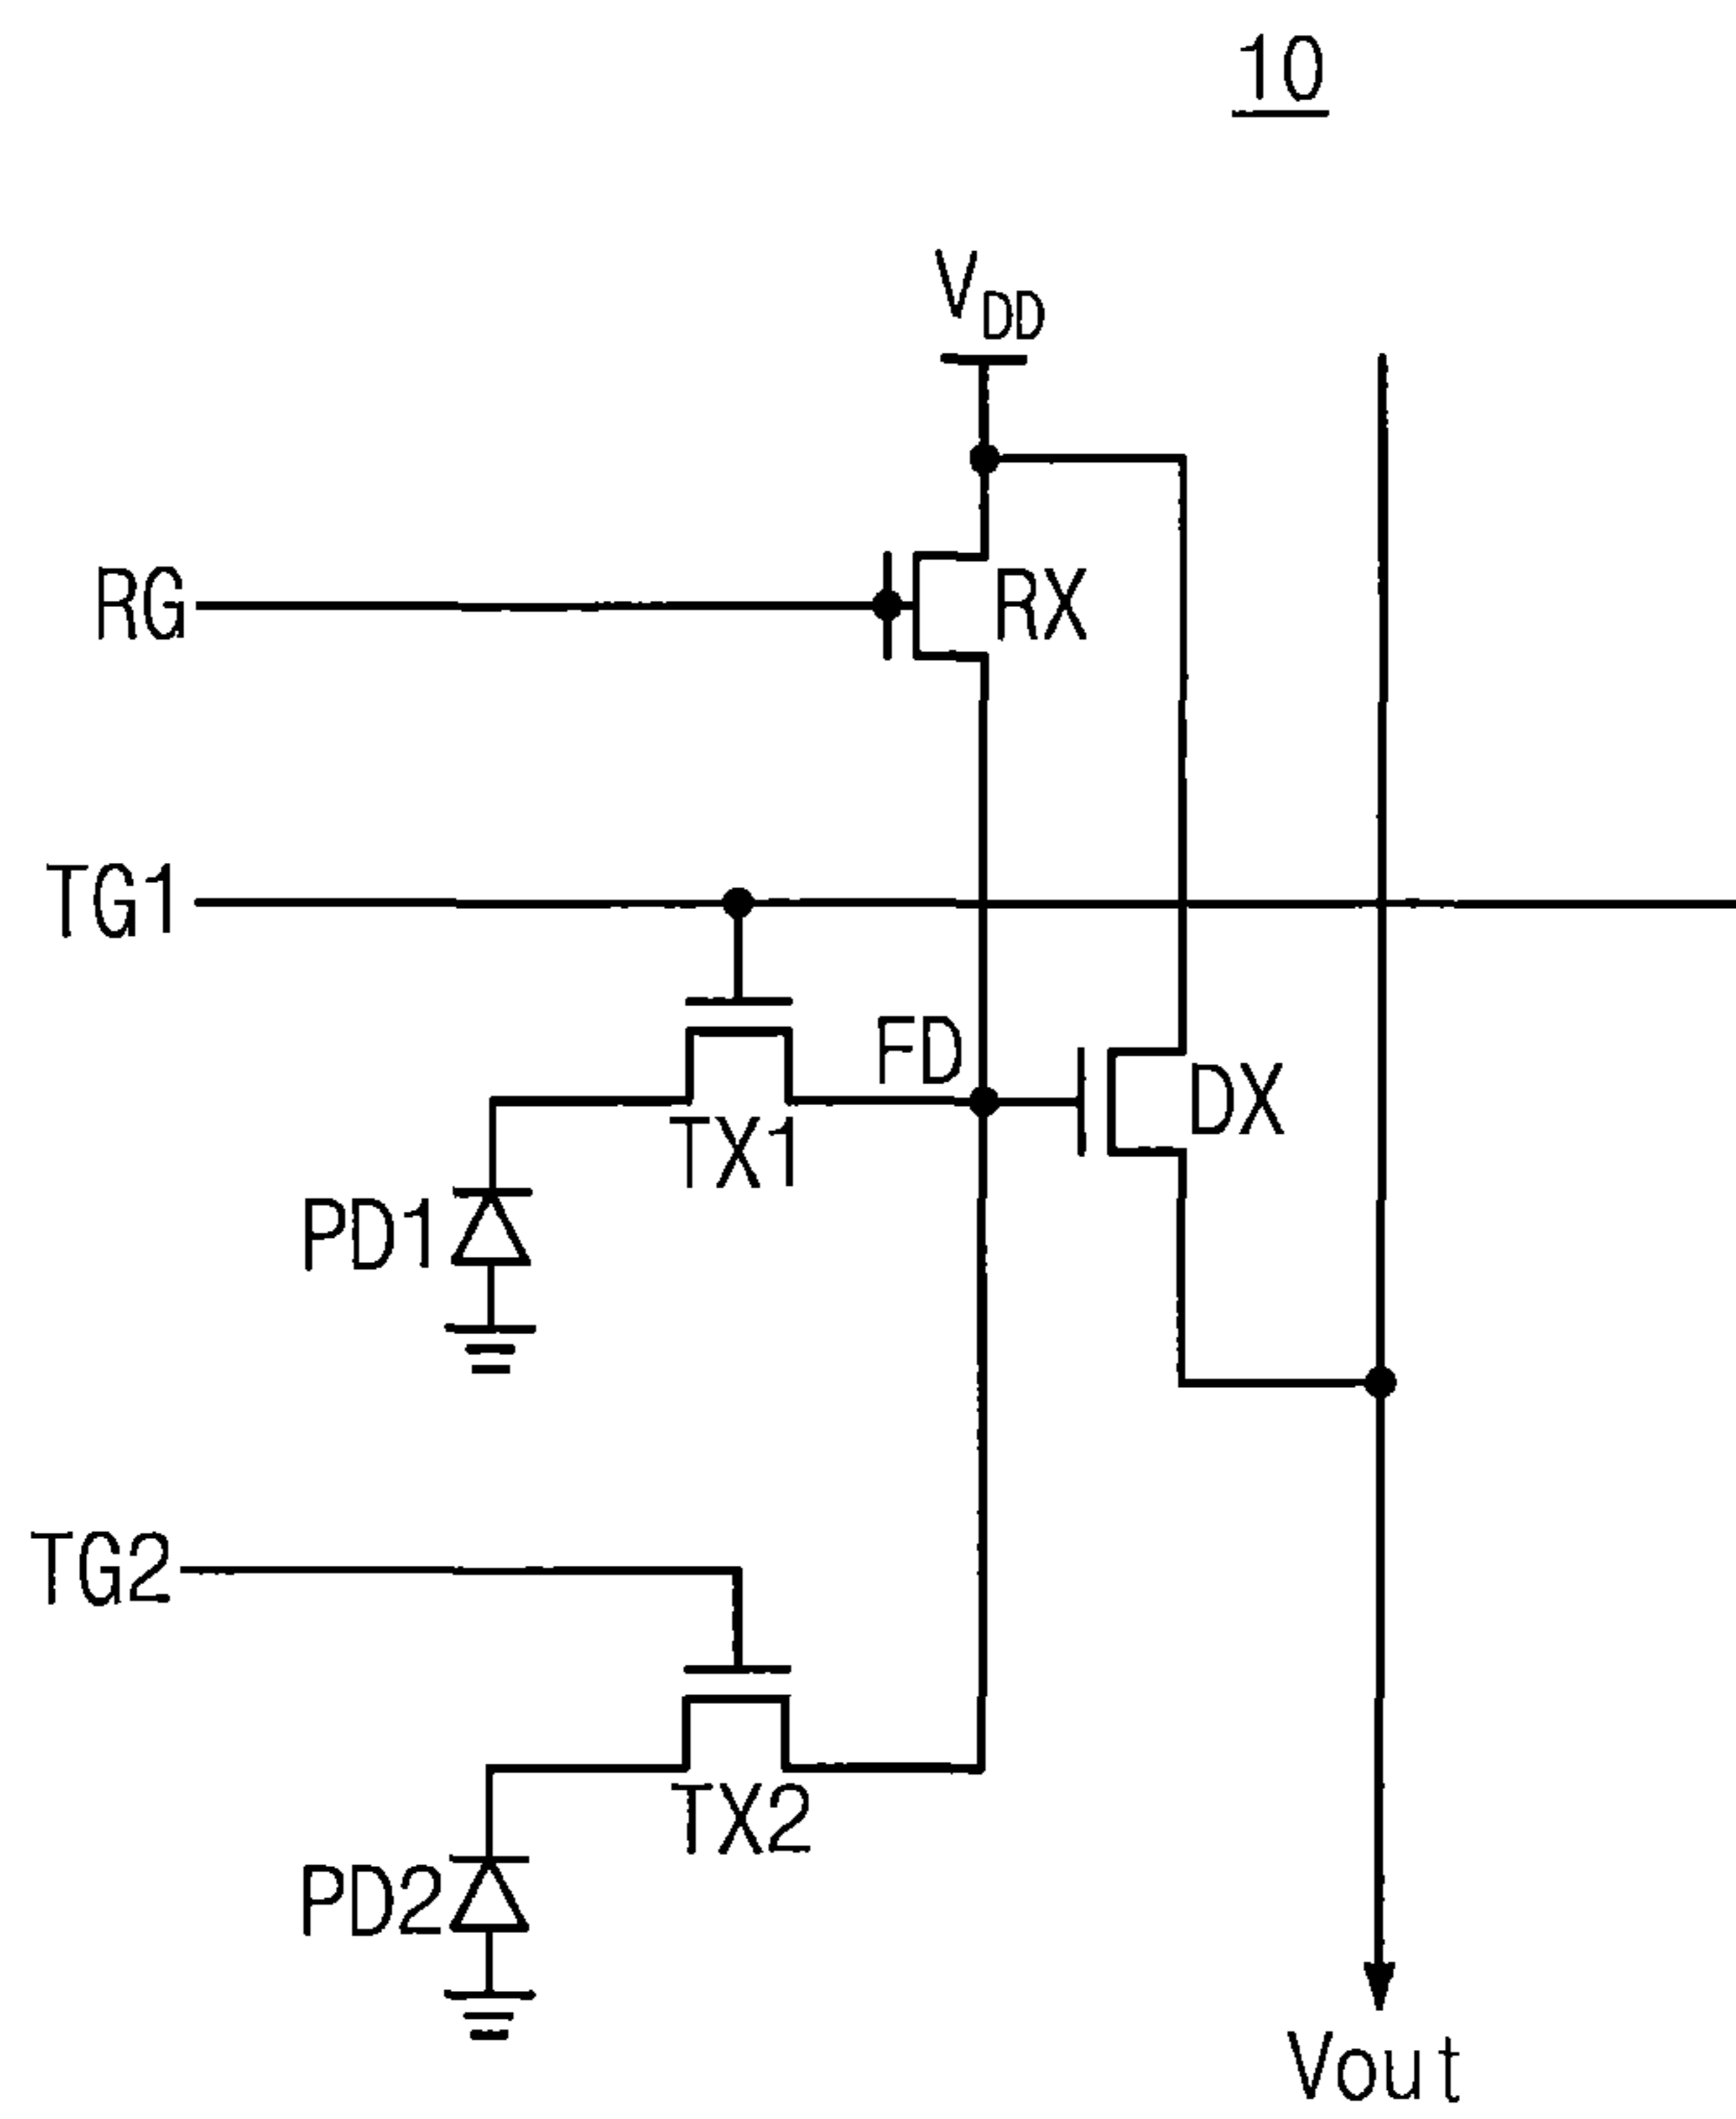 10
VDD
RG
RX
TG1
FD
DX
TX1
PD1
TG2
TX2
PD2
Vout